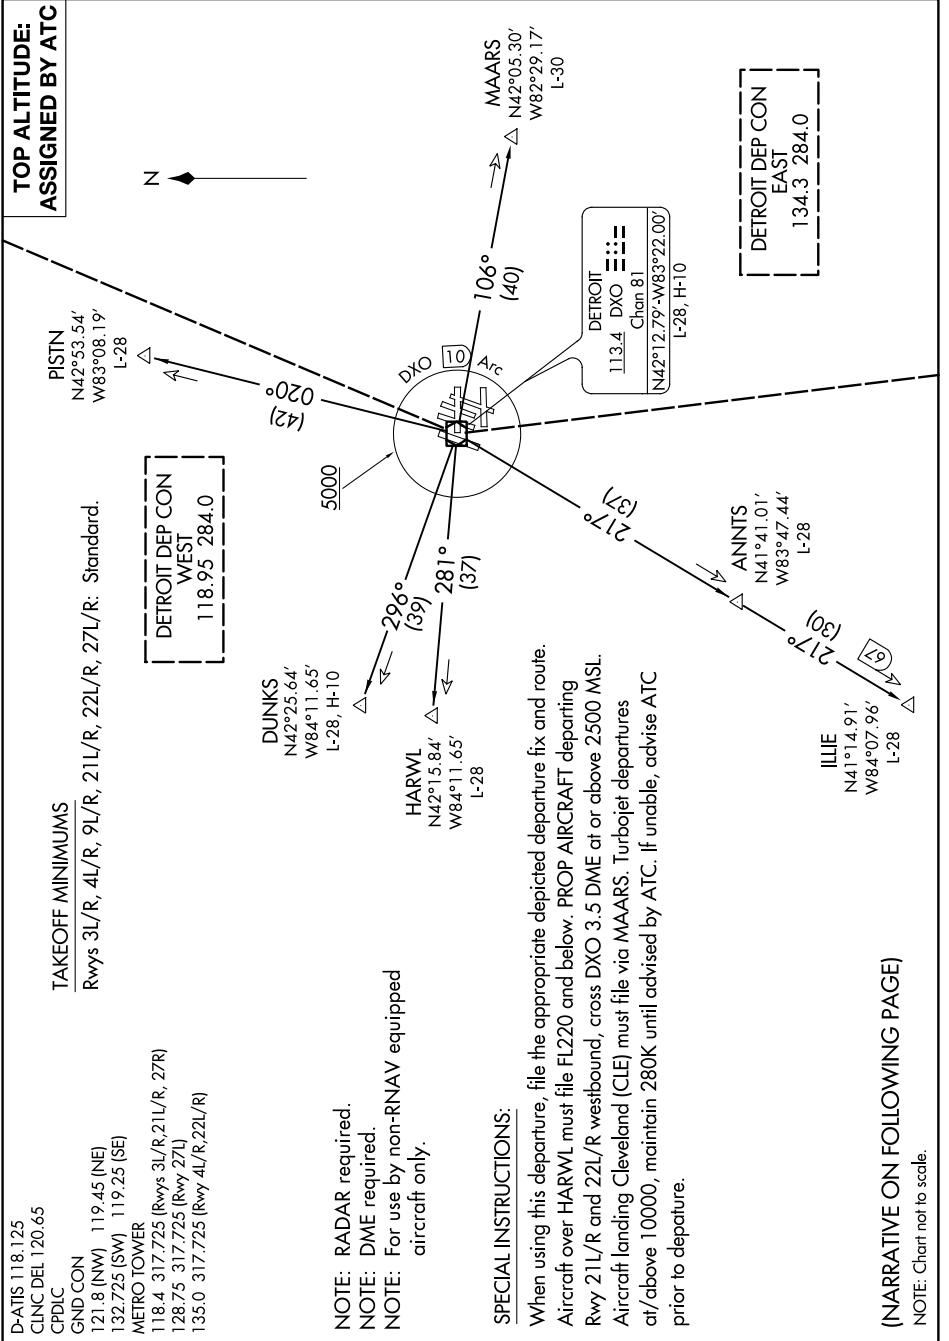 TOP ALTITUDE:
ASSIGNED BY ATC
D-ATIS 118.125
CLNC DEL 120.65
CPDLC
GND CON
121.8 (NW) 119.45 (NE)
132.725 (SW) 119.25 (SE)
METRO TOWER
118.4 317.725 (Rwys 3L/R,21L/R, 27R)
128.75 317.725 (Rwy 27L)
135.0 317.725 (Rwy 4L/R,22L/R)
TAKEOFF MINIMUMS
Rwys 3L/R, 4L/R, 9L/R, 21L/R, 22L/R, 27L/R: Standard.
N
PISTN
N42°53.54′
W83°08.19′
L-28
020°
(42)
DETROIT DEP CON
WEST
118.95 284.0
MAARS
N42°05.30′
W82°29.17′
L-30
106°
(40)
DXO 10 Arc
5000
DETROIT
113.4 DXO
Chan 81
N42°12.79′-W83°22.00′
L-28, H-10
DETROIT DEP CON
EAST
134.3 284.0
DUNKS
N42°25.64′
W84°11.65′
L-28, H-10
296°
(39)
HARWL
N42°15.84′
W84°11.65′
L-28
281°
(37)
217°
(37)
ANNTS
N41°41.01′
W83°47.44′
L-28
217°
(30)
67
ILLIE
N41°14.91′
W84°07.96′
L-28
NOTE: RADAR required.
NOTE: DME required.
NOTE: For use by non-RNAV equipped
aircraft only.
SPECIAL INSTRUCTIONS:
When using this departure, file the appropriate depicted departure fix and route.
Aircraft over HARWL must file FL220 and below. PROP AIRCRAFT departing
Rwy 21L/R and 22L/R westbound, cross DXO 3.5 DME at or above 2500 MSL.
Aircraft landing Cleveland (CLE) must file via MAARS. Turbojet departures
at/above 10000, maintain 280K until advised by ATC. If unable, advise ATC
prior to depature.
(NARRATIVE ON FOLLOWING PAGE)
NOTE: Chart not to scale.